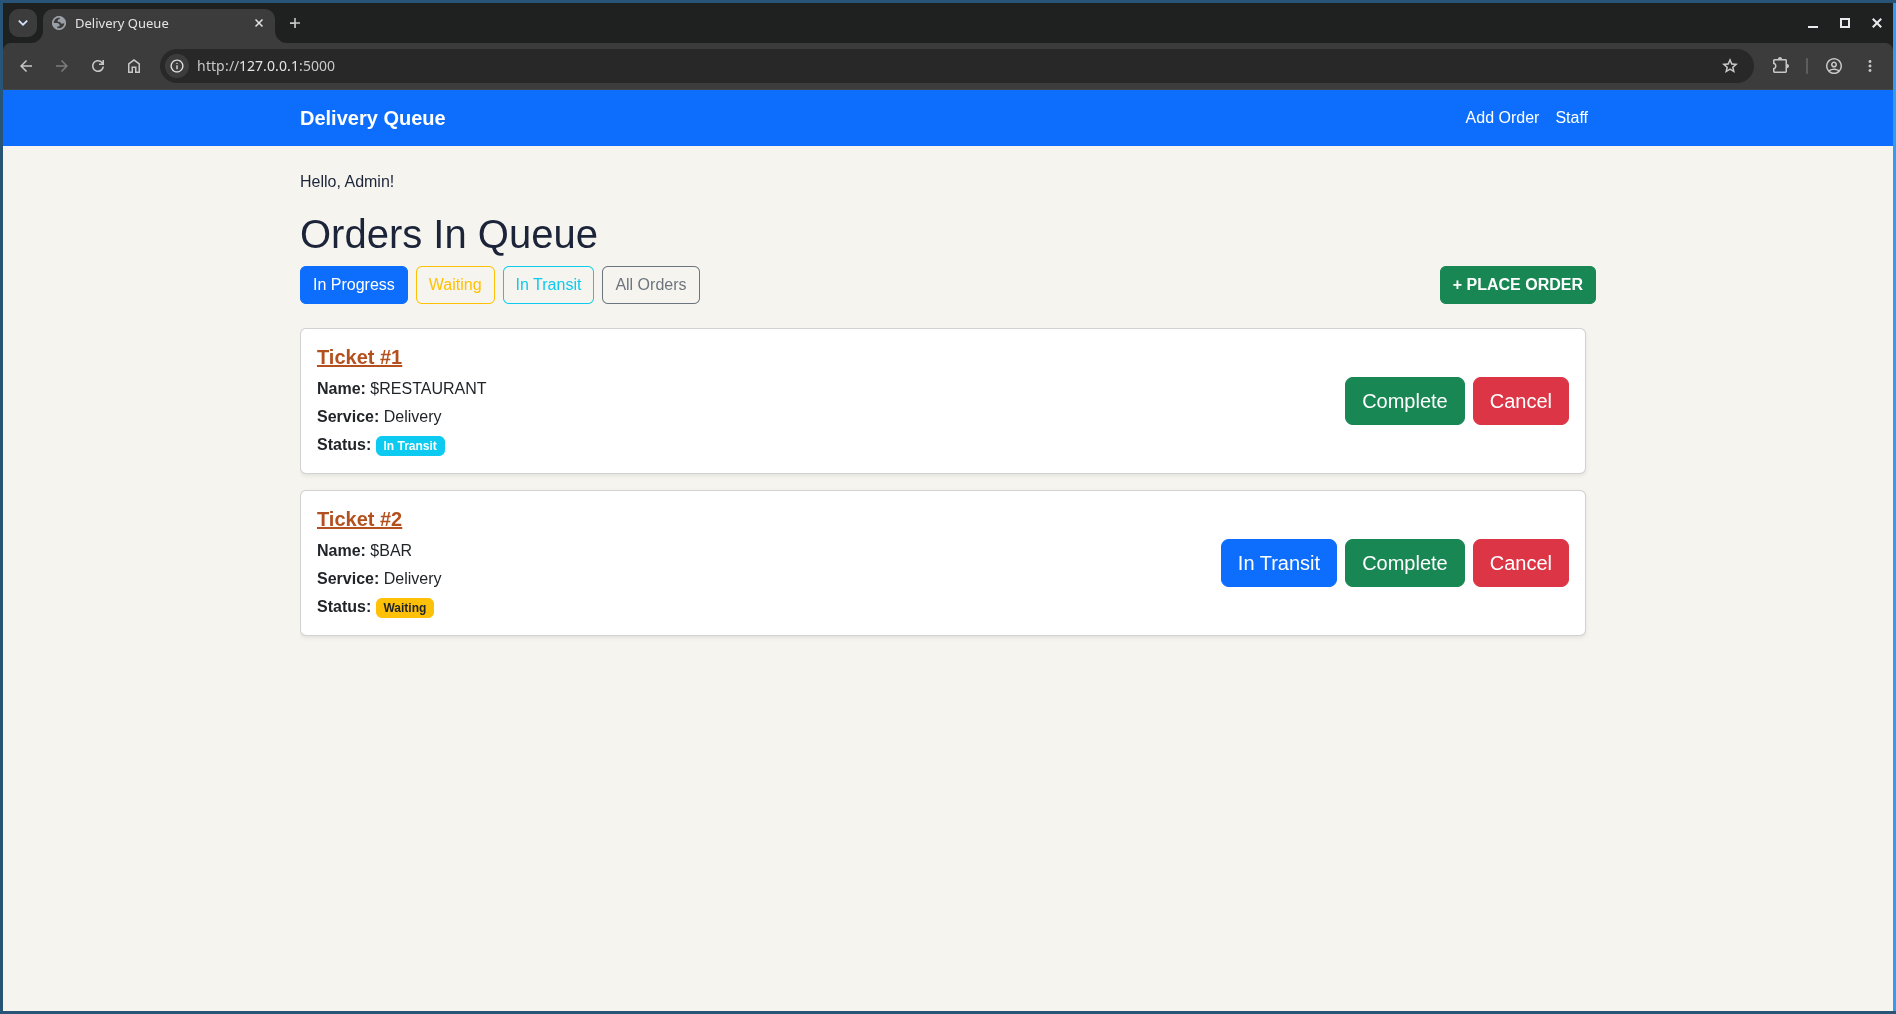 Delivery Queue
http://127.0.0.1:5000
Delivery Queue Add Order Staff
Hello, Admin!
Orders In Queue
In Progress Waiting In Transit All Orders + PLACE ORDER
Ticket #1
Name: $RESTAURANT
Service: Delivery
Status: In Transit
Complete Cancel
Ticket #2
Name: $BAR
Service: Delivery
Status: Waiting
In Transit Complete Cancel